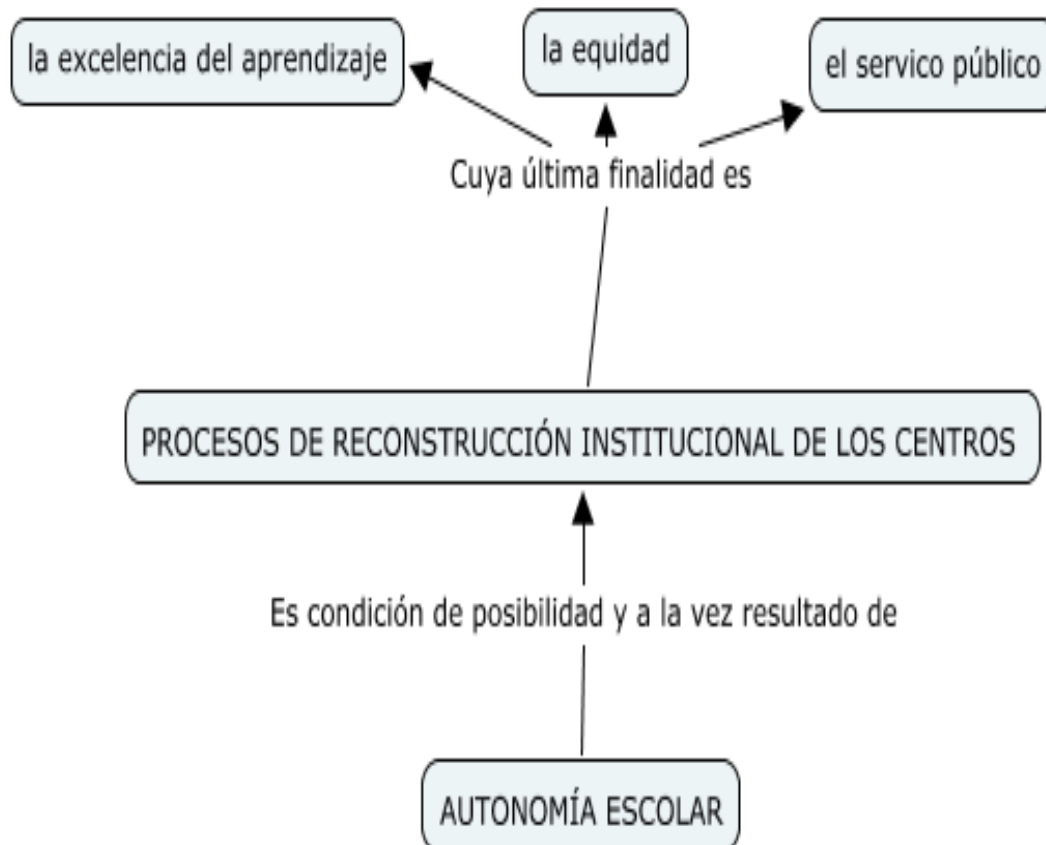 la excelencia del aprendizaje
la equidad
el servico público
Cuya última finalidad es
PROCESOS DE RECONSTRUCCIÓN INSTITUCIONAL DE LOS CENTROS
Es condición de posibilidad y a la vez resultado de
AUTONOMÍA ESCOLAR